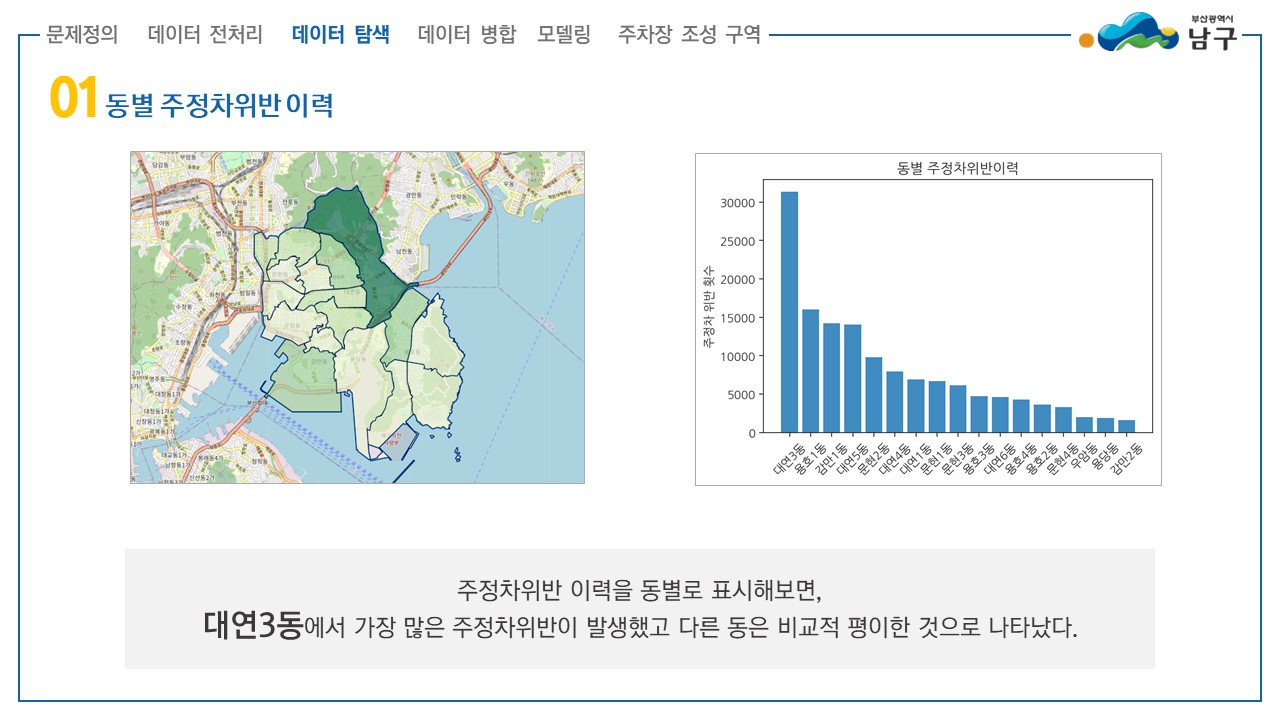 문제정의 데이터 전처리 데이터 탐색 데이터 병합 모델링 주차장 조성 구역
부산광역시
남구
01 동별 주정차위반 이력
동별 주정차위반이력
주정차 위반 횟수
30000
25000
20000
15000
10000
5000
0
대연3동 용호1동 감만1동 대연5동 문현2동 대연4동 대연1동 문현1동 문현3동 용호3동 대연6동 용호4동 용호2동 문현4동 우암동 용당동 감만2동
주정차위반 이력을 동별로 표시해보면,
대연3동에서 가장 많은 주정차위반이 발생했고 다른 동은 비교적 평이한 것으로 나타났다.